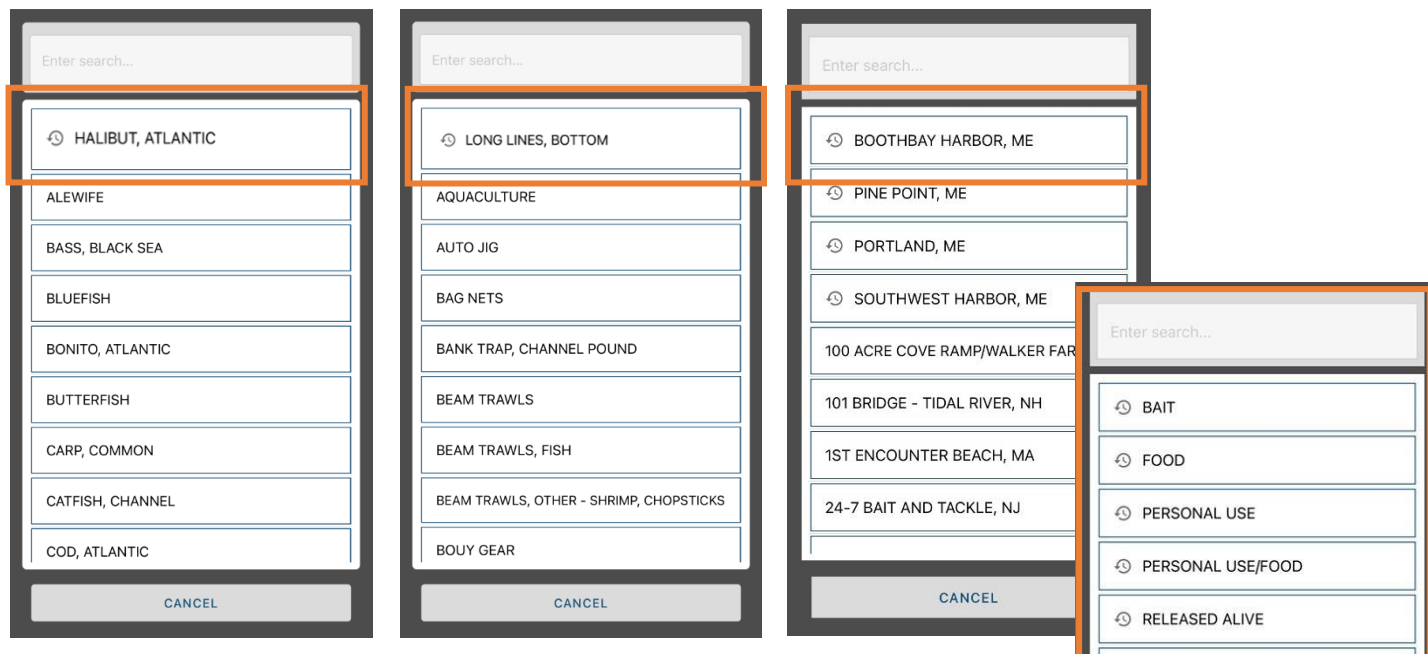 Enter search...
HALIBUT, ATLANTIC
ALEWIFE
BASS, BLACK SEA
BLUEFISH
BONITO, ATLANTIC
BUTTERFISH
CARP, COMMON
CATFISH, CHANNEL
COD, ATLANTIC
CANCEL
Enter search...
LONG LINES, BOTTOM
AQUACULTURE
AUTO JIG
BAG NETS
BANK TRAP, CHANNEL POUND
BEAM TRAWLS
BEAM TRAWLS, FISH
BEAM TRAWLS, OTHER - SHRIMP, CHOPSTICKS
BOUY GEAR
CANCEL
Enter search...
BOOTHBAY HARBOR, ME
PINE POINT, ME
PORTLAND, ME
SOUTHWEST HARBOR, ME
100 ACRE COVE RAMP/WALKER FAR
101 BRIDGE - TIDAL RIVER, NH
1ST ENCOUNTER BEACH, MA
24-7 BAIT AND TACKLE, NJ
CANCEL
Enter search...
BAIT
FOOD
PERSONAL USE
PERSONAL USE/FOOD
RELEASED ALIVE